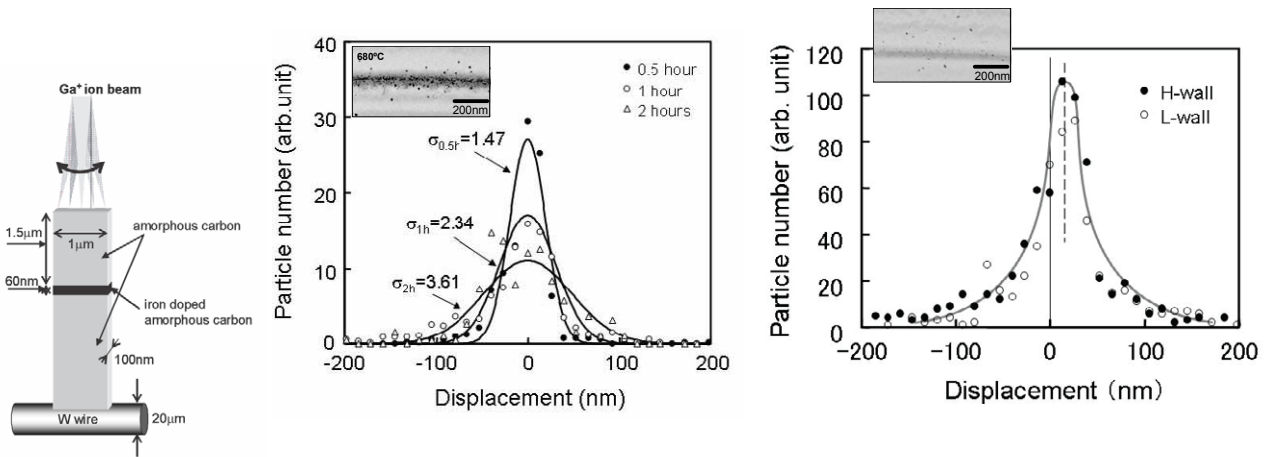 Ga⁺ ion beam
1.5μm
1μm
amorphous carbon
60nm
iron doped
amorphous carbon
100nm
W wire
20μm
Particle number (arb.unit)
40
30
20
10
0
680ºC
200nm
0.5 hour
1 hour
2 hours
σ0.5h=1.47
σ1h=2.34
σ2h=3.61
-200
-100
0
100
200
Displacement (nm)
200nm
Particle number (arb. unit)
120
100
80
60
40
20
0
H-wall
L-wall
-200
-100
0
100
200
Displacement (nm)